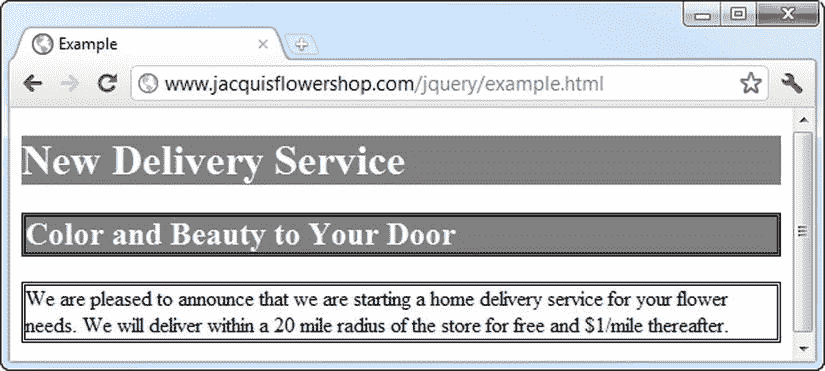 Example
www.jacquisflowershop.com/jquery/example.html
New Delivery Service
Color and Beauty to Your Door
We are pleased to announce that we are starting a home delivery service for your flower
needs. We will deliver within a 20 mile radius of the store for free and $1/mile thereafter.